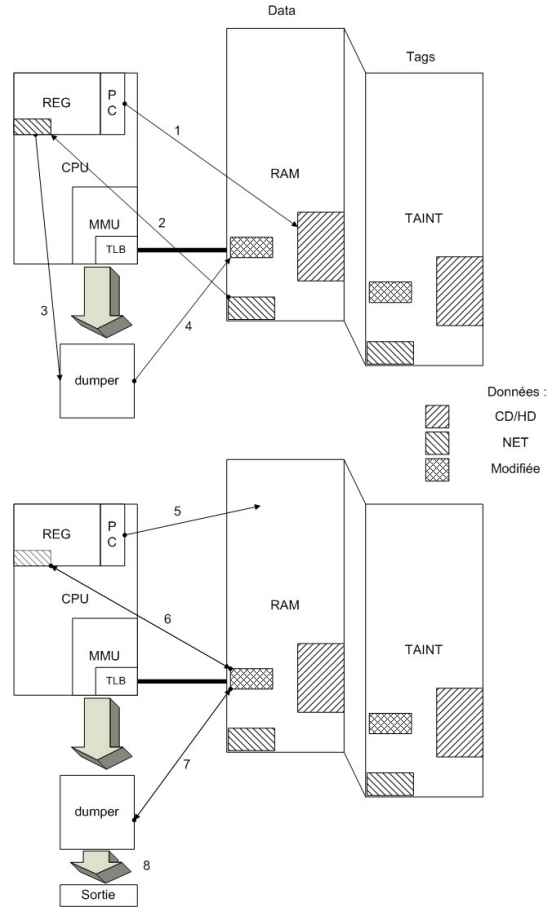 Data
Tags
REG
P
C
1
CPU
RAM
MMU
2
TAINT
TLB
3
4
dumper
Données :
CD/HD
NET
Modifiée
REG
P
C
5
CPU
RAM
6
MMU
TAINT
TLB
7
dumper
8
Sortie